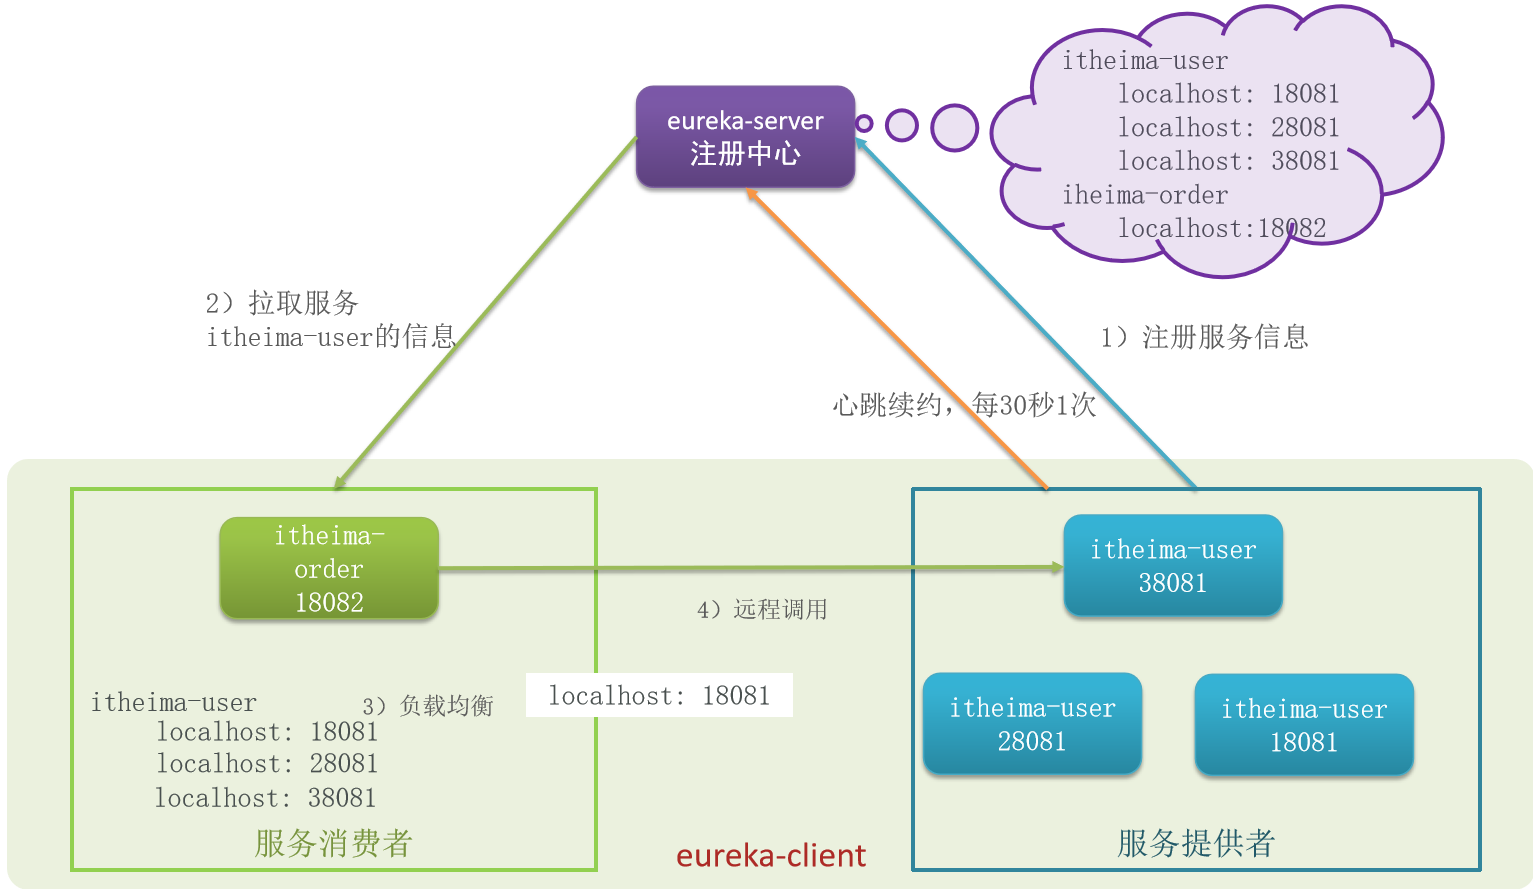 itheima-user
localhost: 18081
localhost: 28081
localhost: 38081
iheima-order
localhost:18082
eureka-server
注册中心
2）拉取服务
itheima-user的信息
1）注册服务信息
心跳续约，每30秒1次
itheima-
order
18082
itheima-user
38081
4）远程调用
itheima-user
3）负载均衡
localhost: 18081
localhost: 18081
localhost: 28081
localhost: 38081
itheima-user
28081
itheima-user
18081
服务消费者
eureka-client
服务提供者